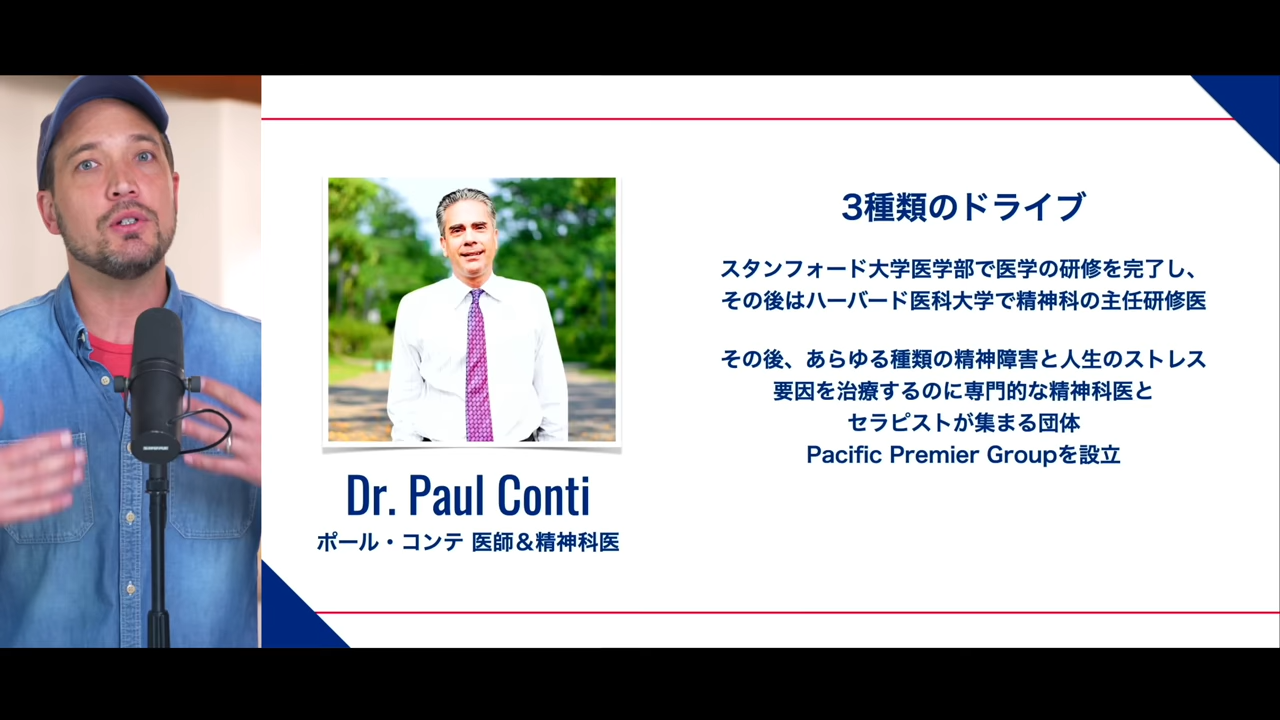 3種類のドライブ
スタンフォード大学医学部で医学の研修を完了し、
その後はハーバード医科大学で精神科の主任研修医
その後、あらゆる種類の精神障害と人生のストレス
要因を治療するのに専門的な精神科医と
セラピストが集まる団体
Pacific Premier Groupを設立
Dr. Paul Conti
ポール・コンテ 医師&精神科医
SHURE